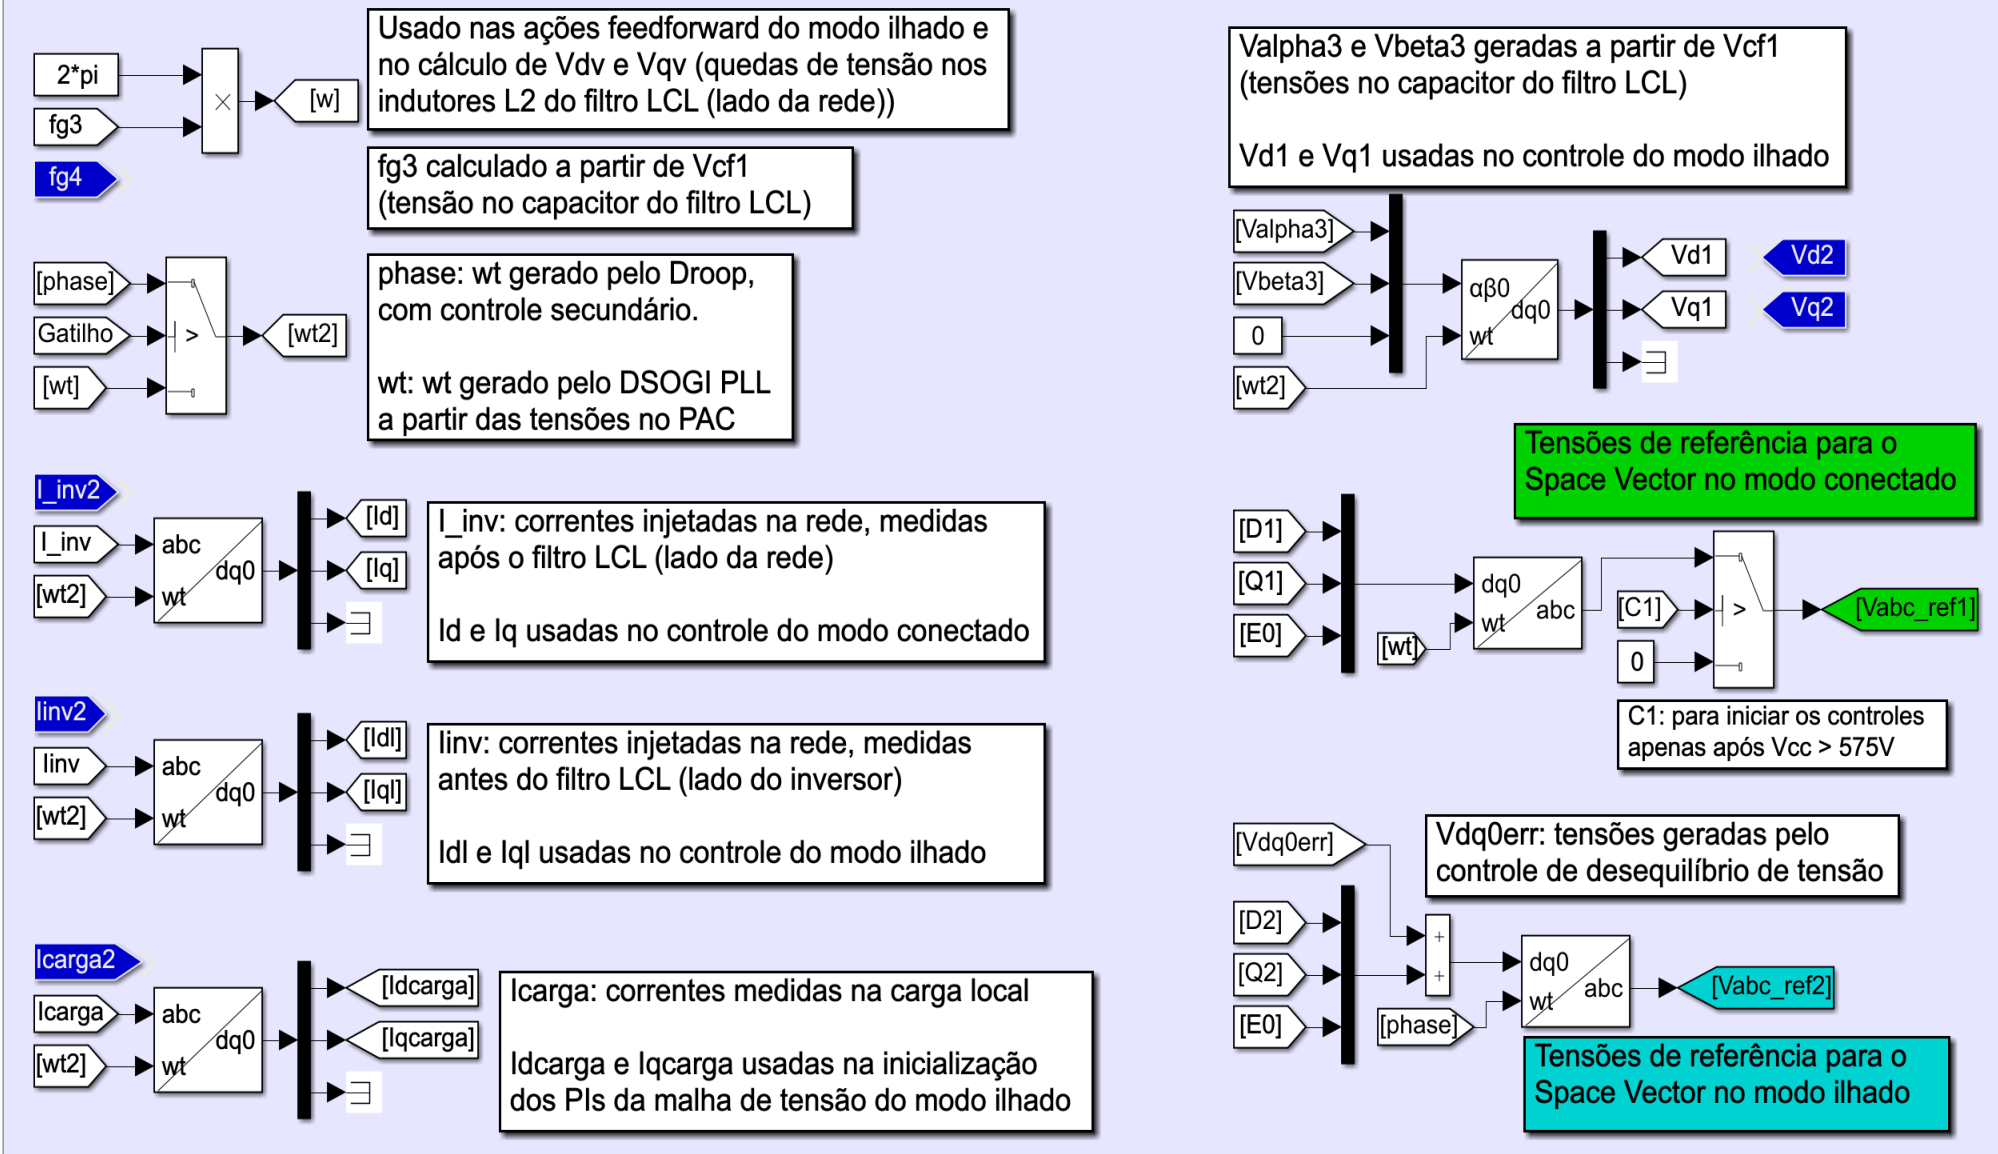 2*pi
fg3
fg4
×
[w]
Usado nas ações feedforward do modo ilhado e
no cálculo de Vdv e Vqv (quedas de tensão nos
indutores L2 do filtro LCL (lado da rede))
fg3 calculado a partir de Vcf1
(tensão no capacitor do filtro LCL)
[phase]
Gatilho
[wt]
>
[wt2]
phase: wt gerado pelo Droop,
com controle secundário.
wt: wt gerado pelo DSOGI PLL
a partir das tensões no PAC
I_inv2
I_inv
[wt2]
abc
dq0
wt
[Id]
[Iq]
I_inv: correntes injetadas na rede, medidas
após o filtro LCL (lado da rede)
Id e Iq usadas no controle do modo conectado
Iinv2
Iinv
[wt2]
abc
dq0
wt
[Idl]
[Iql]
Iinv: correntes injetadas na rede, medidas
antes do filtro LCL (lado do inversor)
Idl e Iql usadas no controle do modo ilhado
Icarga2
Icarga
[wt2]
abc
dq0
wt
[Idcarga]
[Iqcarga]
Icarga: correntes medidas na carga local
Idcarga e Iqcarga usadas na inicialização
dos PIs da malha de tensão do modo ilhado
Valpha3 e Vbeta3 geradas a partir de Vcf1
(tensões no capacitor do filtro LCL)
Vd1 e Vq1 usadas no controle do modo ilhado
[Valpha3]
[Vbeta3]
0
[wt2]
αβ0
dq0
wt
Vd1
Vd2
Vq1
Vq2
Tensões de referência para o
Space Vector no modo conectado
[D1]
[Q1]
[E0]
[wt]
dq0
abc
wt
[C1]
0
>
[Vabc_ref1]
C1: para iniciar os controles
apenas após Vcc > 575V
[Vdq0err]
Vdq0err: tensões geradas pelo
controle de desequilíbrio de tensão
[D2]
[Q2]
[E0]
+
+
[phase]
dq0
abc
wt
[Vabc_ref2]
Tensões de referência para o
Space Vector no modo ilhado